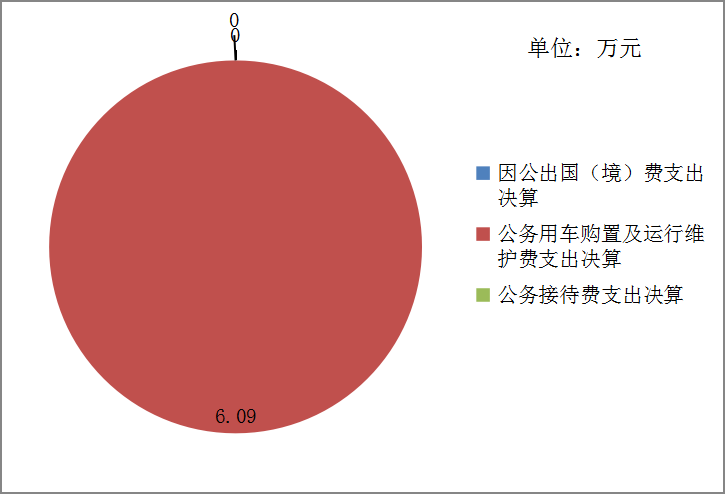 0
0
单位：万元
因公出国（境）费支出
决算
公务用车购置及运行维
护费支出决算
公务接待费支出决算
6.09